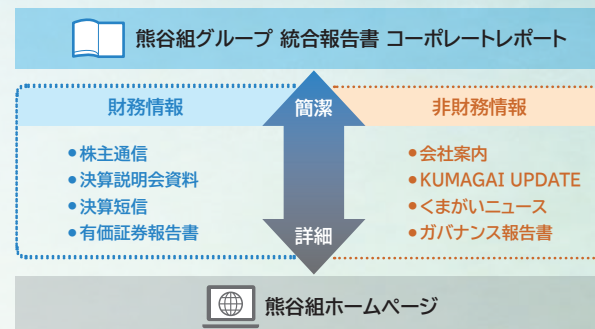 熊谷組グループ 統合報告書 コーポレートレポート
財務情報
簡潔
非財務情報
●株主通信
●決算説明会資料
●決算短信
●有価証券報告書
●会社案内
●KUMAGAI UPDATE
●くまがいニュース
●ガバナンス報告書
詳細
熊谷組ホームページ